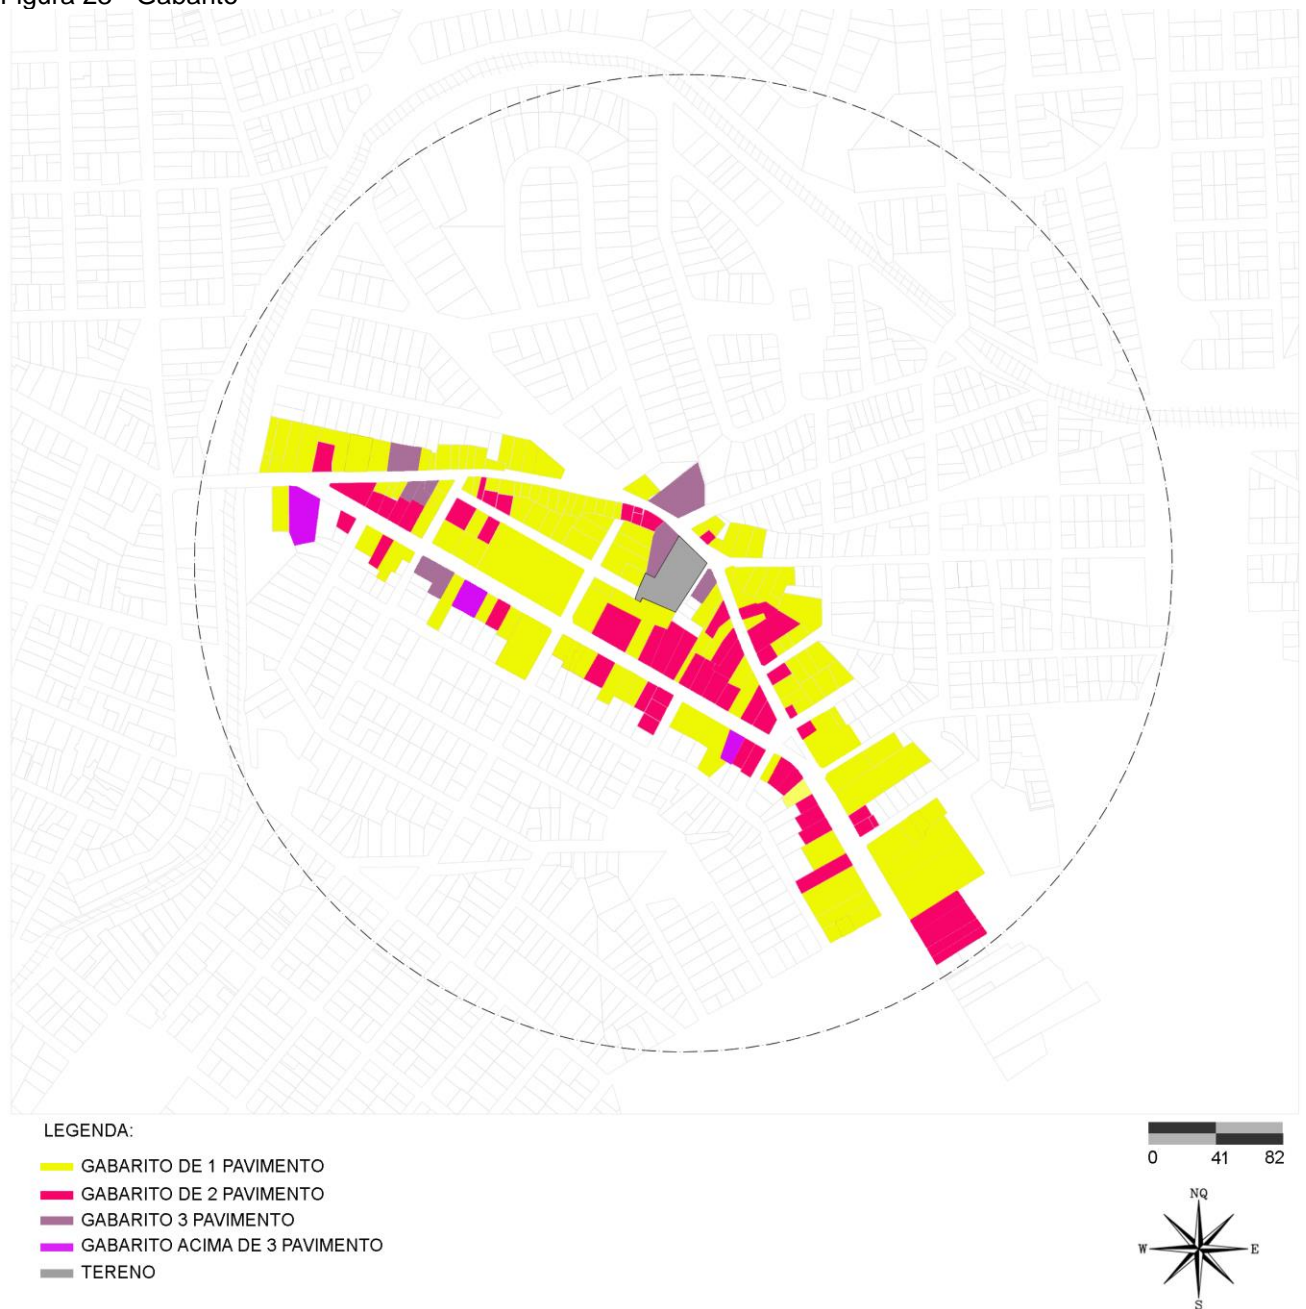 Figura 28 - Gabarito
LEGENDA:
GABARITO DE 1 PAVIMENTO
GABARITO DE 2 PAVIMENTO
GABARITO 3 PAVIMENTO
GABARITO ACIMA DE 3 PAVIMENTO
TERENO
0 41 82
NQ
W E
S